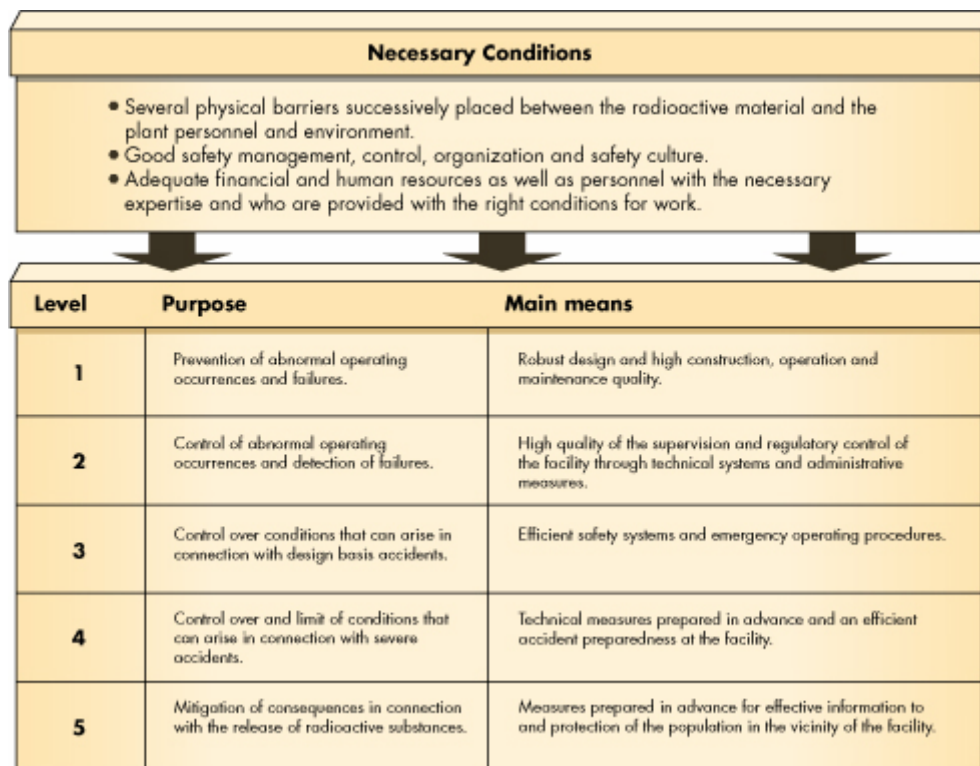 Necessary Conditions
• Several physical barriers successively placed between the radioactive material and the
plant personnel and environment.
• Good safety management, control, organization and safety culture.
• Adequate financial and human resources as well as personnel with the necessary
expertise and who are provided with the right conditions for work.
Level Purpose Main means
1
Prevention of abnormal operating
occurrences and failures.
Robust design and high construction, operation and
maintenance quality.
2
Control of abnormal operating
occurrences and detection of failures.
High quality of the supervision and regulatory control of
the facility through technical systems and administrative
measures.
3
Control over conditions that can arise in
connection with design basis accidents.
Efficient safety systems and emergency operating procedures.
4
Control over and limit of conditions that
can arise in connection with severe
accidents.
Technical measures prepared in advance and an efficient
accident preparedness at the facility.
5
Mitigation of consequences in connection
with the release of radioactive substances.
Measures prepared in advance for effective information to
and protection of the population in the vicinity of the facility.